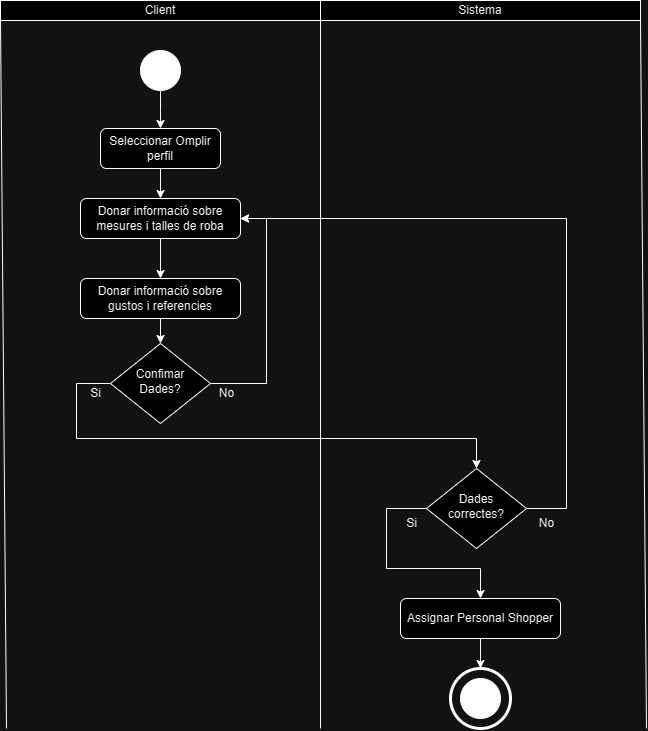 Client
Sistema
Seleccionar Omplir
perfil
Donar informació sobre
mesures i talles de roba
Donar informació sobre
gustos i referencies
Confimar
Dades?
Si
No
Dades
correctes?
Si
No
Assignar Personal Shopper